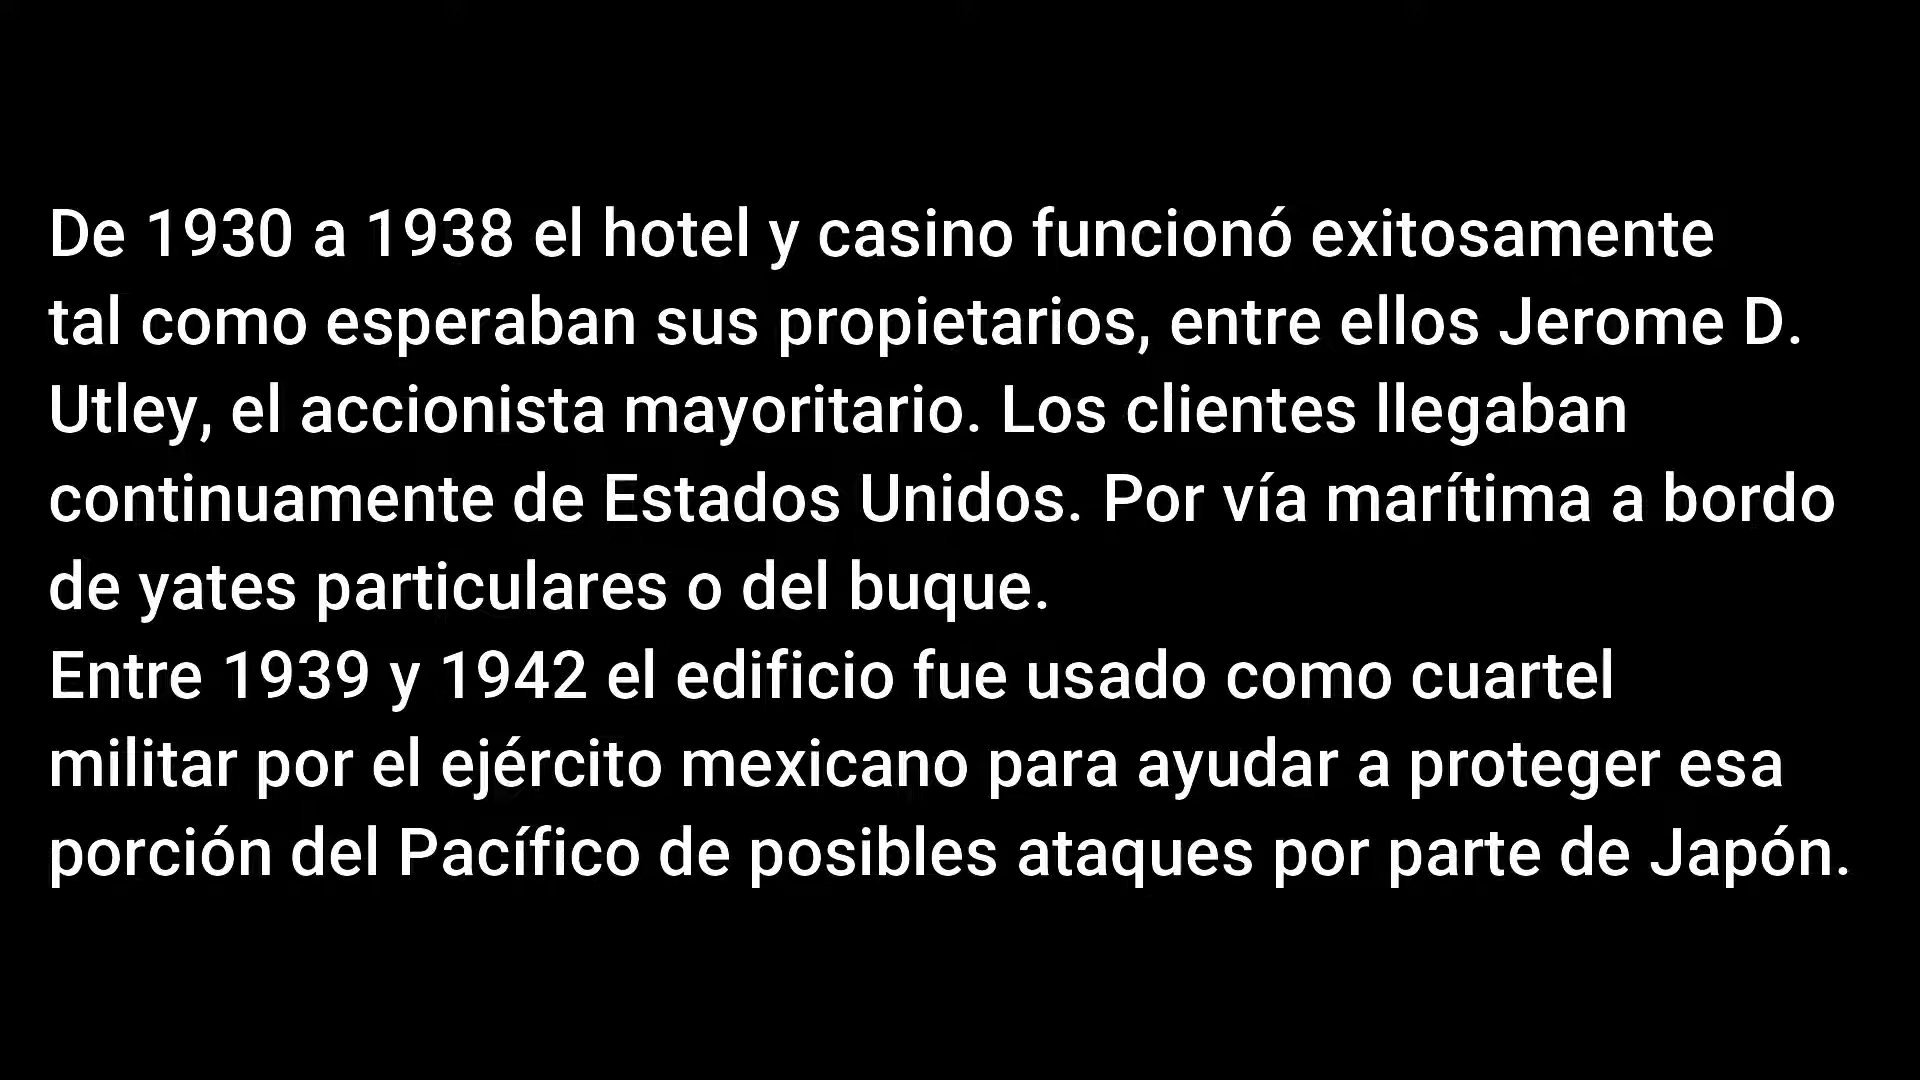 De 1930 a 1938 el hotel y casino funcionó exitosamente
tal como esperaban sus propietarios, entre ellos Jerome D.
Utley, el accionista mayoritario. Los clientes llegaban
continuamente de Estados Unidos. Por vía marítima a bordo
de yates particulares o del buque.
Entre 1939 y 1942 el edificio fue usado como cuartel
militar por el ejército mexicano para ayudar a proteger esa
porción del Pacífico de posibles ataques por parte de Japón.